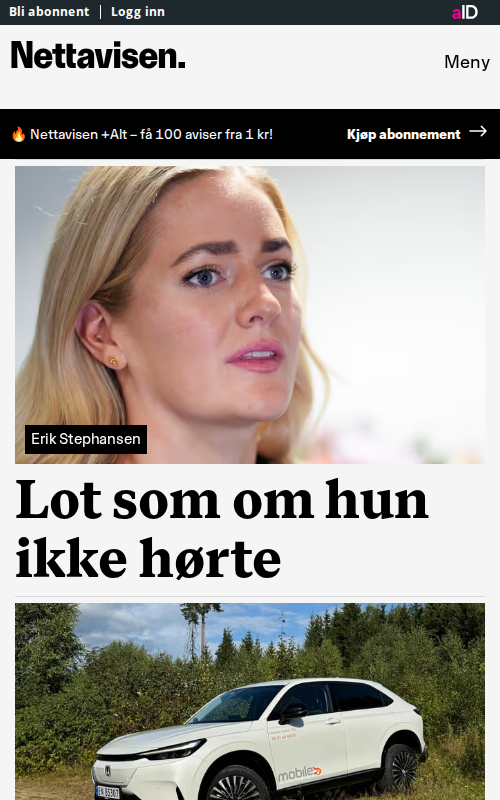 Bli abonnent | Logg inn
aID
Nettavisen.
Meny
🔥 Nettavisen +Alt – få 100 aviser fra 1 kr!
Kjøp abonnement →
Erik Stephansen
Lot som om hun
ikke hørte
mobile